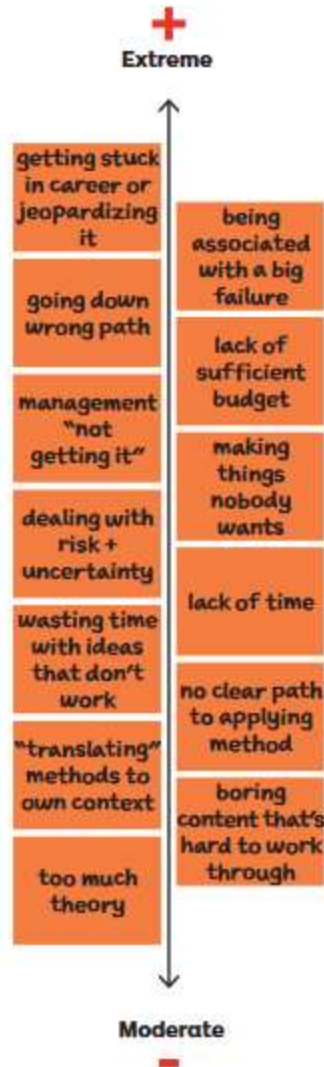 +
Extreme
getting stuck
in career or
jeopardizing
it
being
associated
with a big
failure
going down
wrong path
lack of
sufficient
budget
management
"not
getting it"
making
things
nobody
wants
dealing with
risk +
uncertainty
lack of time
wasting time
with ideas
that don't
work
no clear path
to applying
method
"translating"
methods to
own context
boring
content that's
hard to work
through
too much
theory
Moderate
-